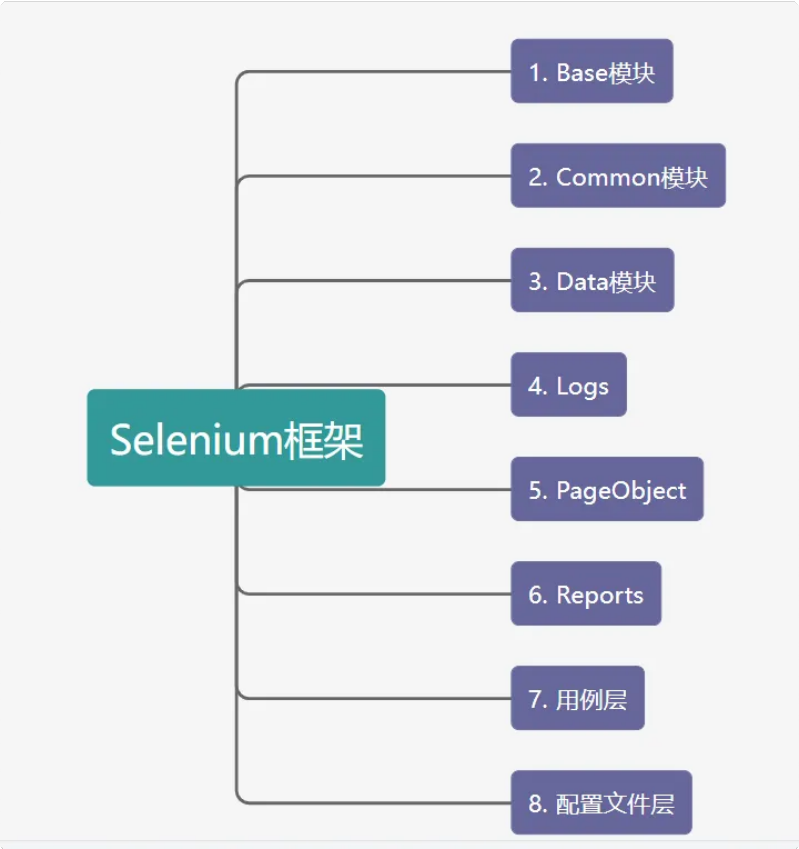 1. Base模块
2. Common模块
3. Data模块
4. Logs
Selenium框架
5. PageObject
6. Reports
7. 用例层
8. 配置文件层